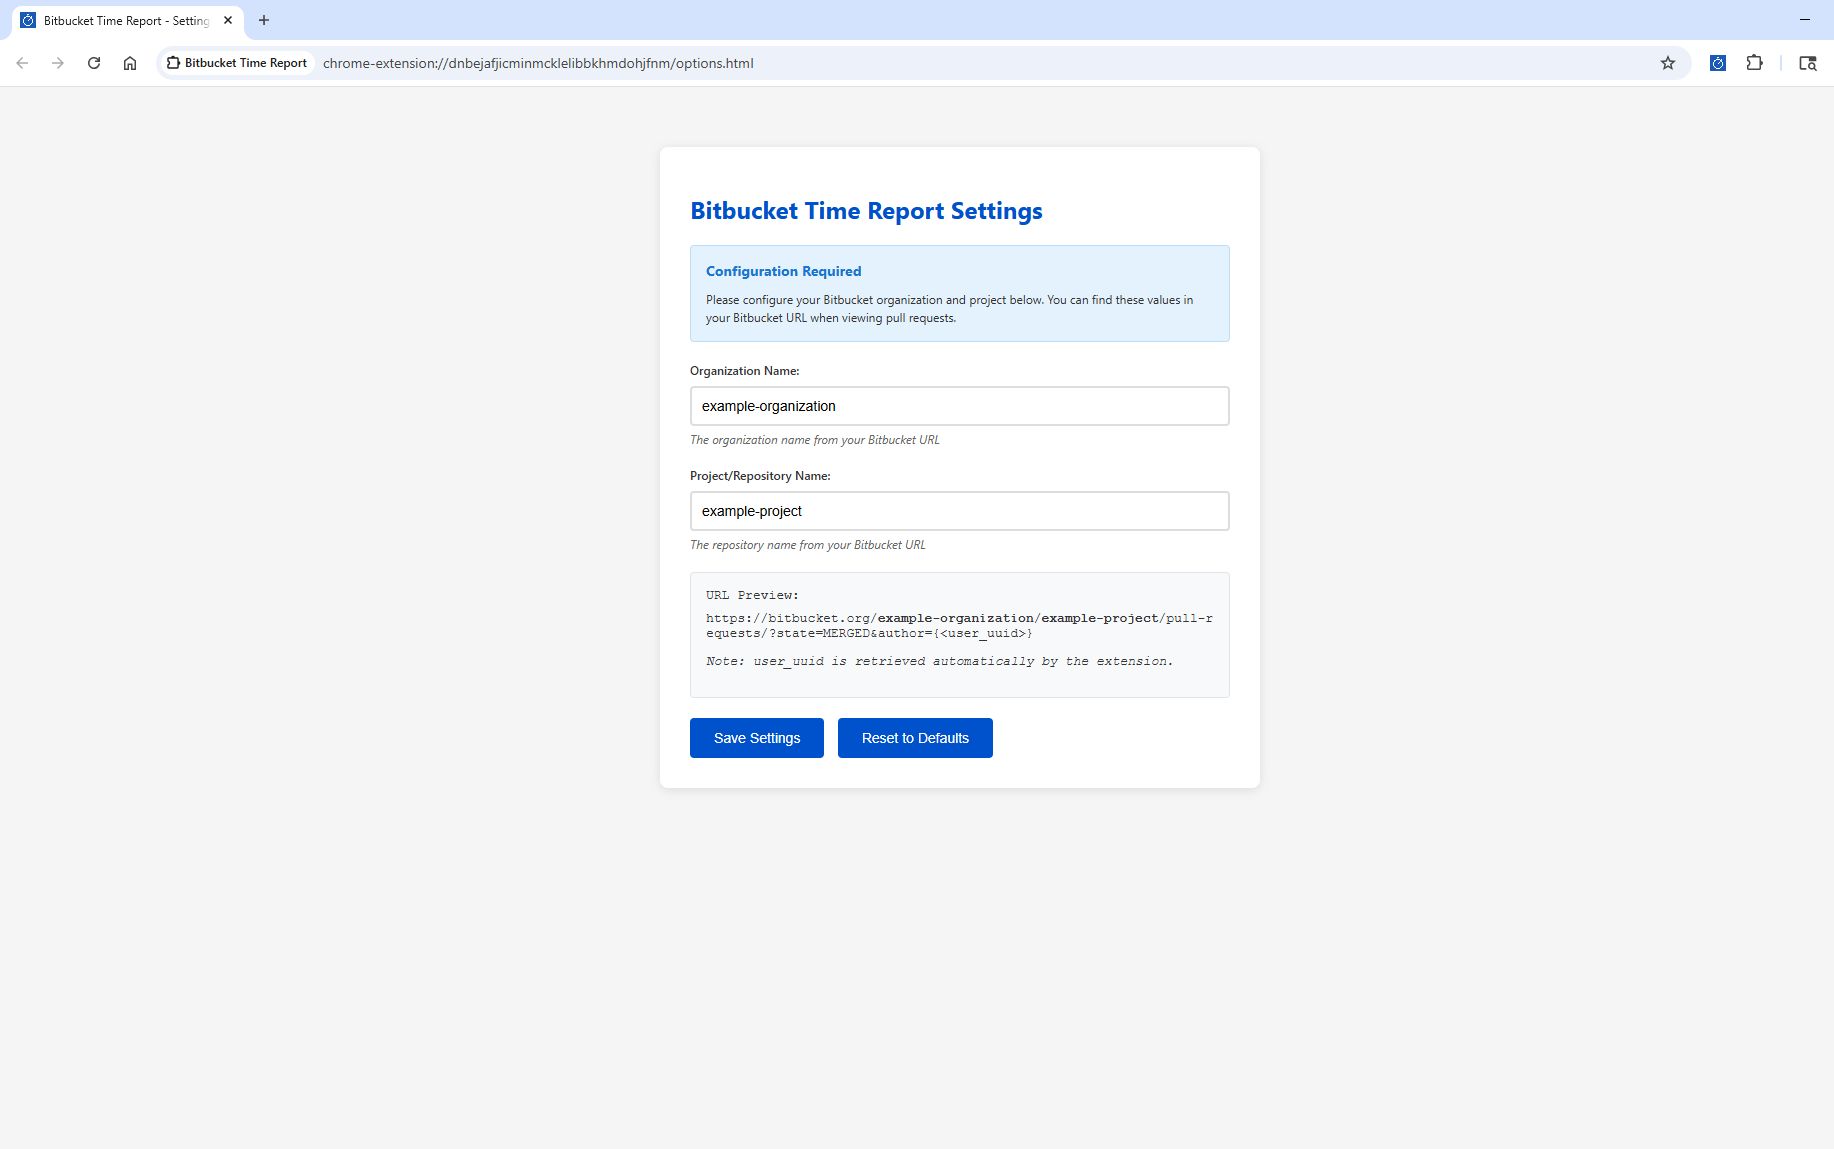 Bitbucket Time Report - Setting
Bitbucket Time Report
chrome-extension://dnbejafjicminmcklelibbkhmdohjfnm/options.html
Bitbucket Time Report Settings
Configuration Required
Please configure your Bitbucket organization and project below. You can find these values in
your Bitbucket URL when viewing pull requests.
Organization Name:
example-organization
The organization name from your Bitbucket URL
Project/Repository Name:
example-project
The repository name from your Bitbucket URL
URL Preview:
https://bitbucket.org/example-organization/example-project/pull-r
equests/?state=MERGED&author={<user_uuid>}
Note: user_uuid is retrieved automatically by the extension.
Save Settings
Reset to Defaults